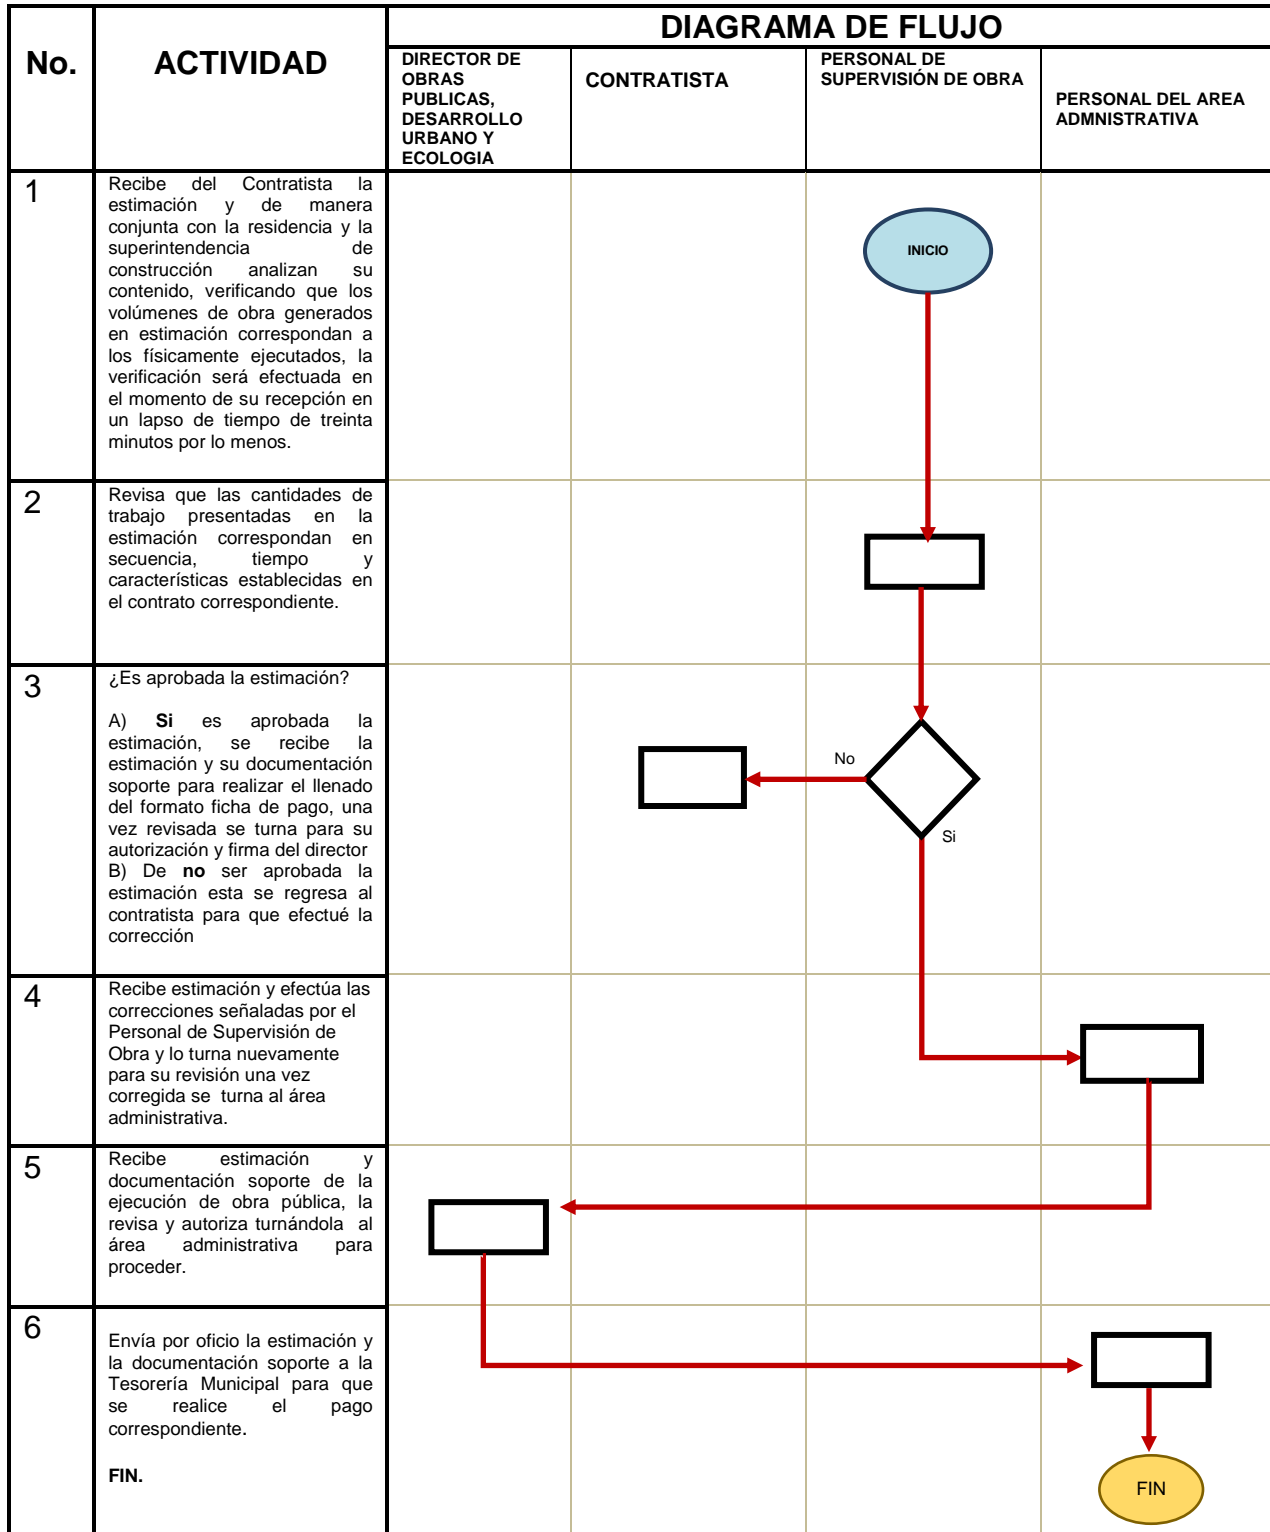 DIAGRAMA DE FLUJO
No.
ACTIVIDAD
DIRECTOR DE
OBRAS
PUBLICAS,
DESARROLLO
URBANO Y
ECOLOGIA
CONTRATISTA
PERSONAL DE
SUPERVISIÓN DE OBRA
PERSONAL DEL AREA
ADMNISTRATIVA
1
Recibe del Contratista la
estimación y de manera
conjunta con la residencia y la
superintendencia de
construcción analizan su
contenido, verificando que los
volúmenes de obra generados
en estimación correspondan a
los físicamente ejecutados, la
verificación será efectuada en
el momento de su recepción en
un lapso de tiempo de treinta
minutos por lo menos.
INICIO
2
Revisa que las cantidades de
trabajo presentadas en la
estimación correspondan en
secuencia, tiempo y
características establecidas en
el contrato correspondiente.
3
¿Es aprobada la estimación?
A) Si es aprobada la
estimación, se recibe la
estimación y su documentación
soporte para realizar el llenado
del formato ficha de pago, una
vez revisada se turna para su
autorización y firma del director
B) De no ser aprobada la
estimación esta se regresa al
contratista para que efectué la
corrección
No
Si
4
Recibe estimación y efectúa las
correcciones señaladas por el
Personal de Supervisión de
Obra y lo turna nuevamente
para su revisión una vez
corregida se turna al área
administrativa.
5
Recibe estimación y
documentación soporte de la
ejecución de obra pública, la
revisa y autoriza turnándola al
área administrativa para
proceder.
6
Envía por oficio la estimación y
la documentación soporte a la
Tesorería Municipal para que
se realice el pago
correspondiente.
FIN.
FIN